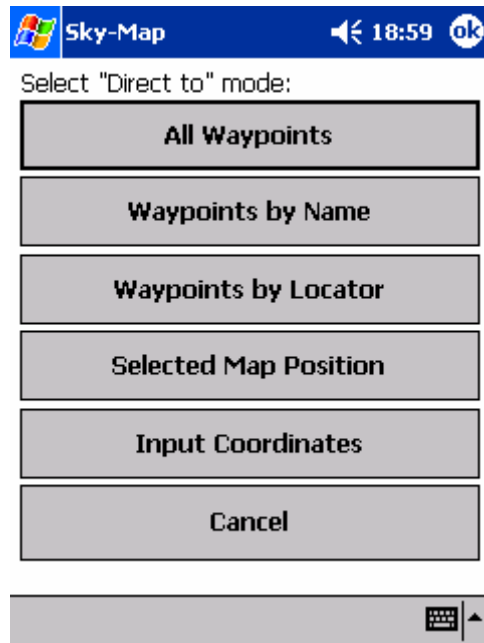 Sky-Map 18:59 ok
Select "Direct to" mode:
All Waypoints
Waypoints by Name
Waypoints by Locator
Selected Map Position
Input Coordinates
Cancel